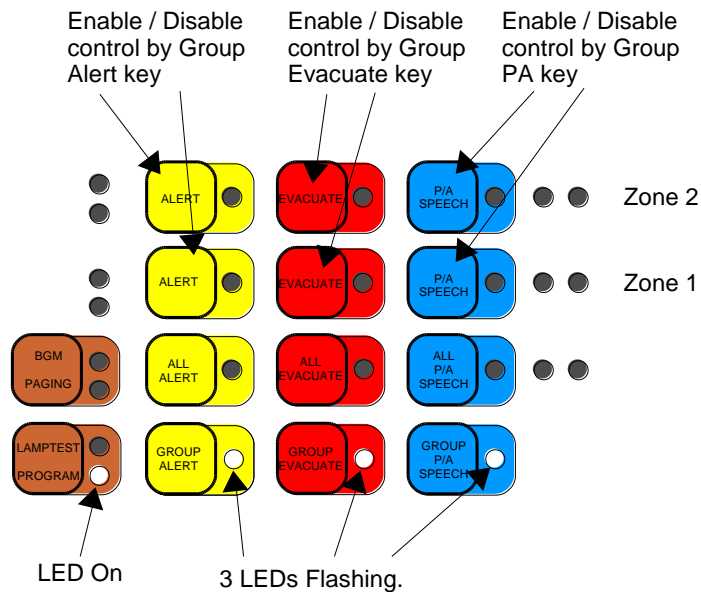 Enable / Disable
control by Group
Alert key
Enable / Disable
control by Group
Evacuate key
Enable / Disable
control by Group
PA key
ALERT
EVACUATE
P/A
SPEECH
Zone 2
ALERT
EVACUATE
P/A
SPEECH
Zone 1
BGM
PAGING
ALL
ALERT
ALL
EVACUATE
ALL
P/A
SPEECH
LAMPTEST
PROGRAM
GROUP
ALERT
GROUP
EVACUATE
GROUP
P/A
SPEECH
LED On
3 LEDs Flashing.